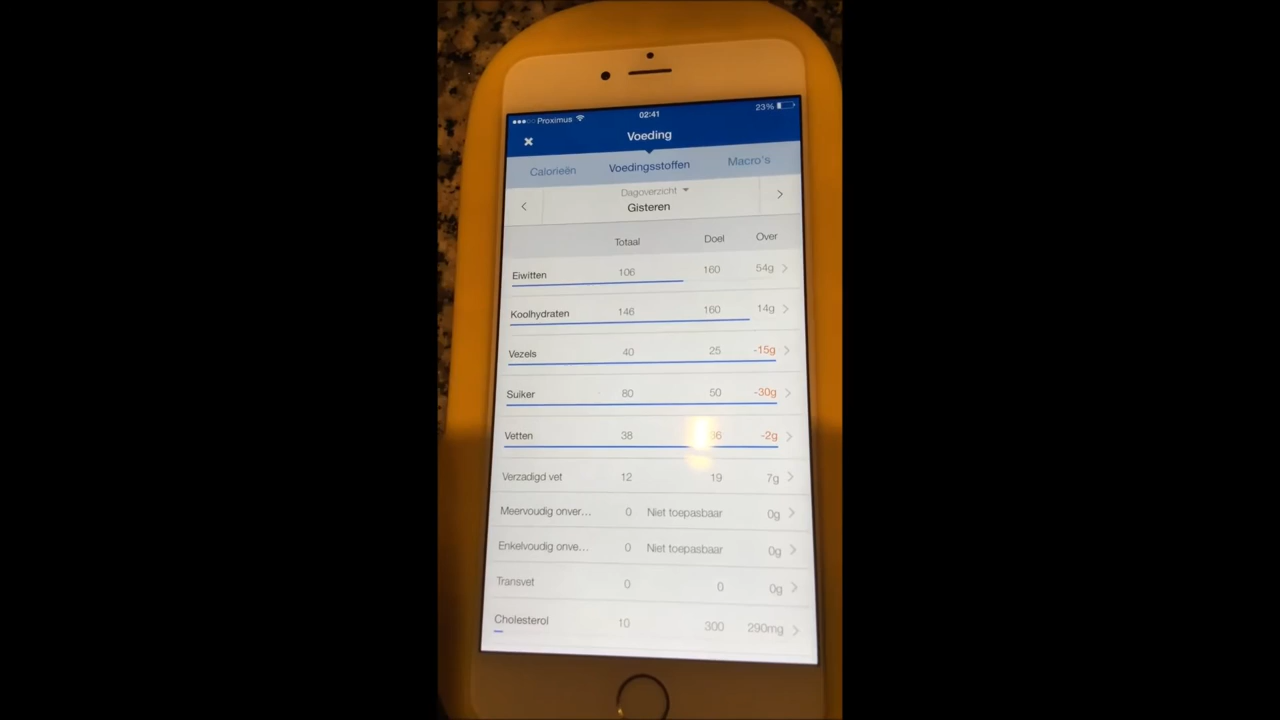 Proximus 02:41 23%
Voeding
Calorieën Voedingsstoffen Macro's
Dagoverzicht
Gisteren
Totaal Doel Over
Eiwitten 106 160 54g
Koolhydraten 146 160 14g
Vezels 40 25 -15g
Suiker 80 50 -30g
Vetten 38 -2g
Verzadigd vet 12 19 7g
Meervoudig onver... 0 Niet toepasbaar 0g
Enkelvoudig onve... 0 Niet toepasbaar 0g
Transvet 0 0 0g
Cholesterol 10 300 290mg